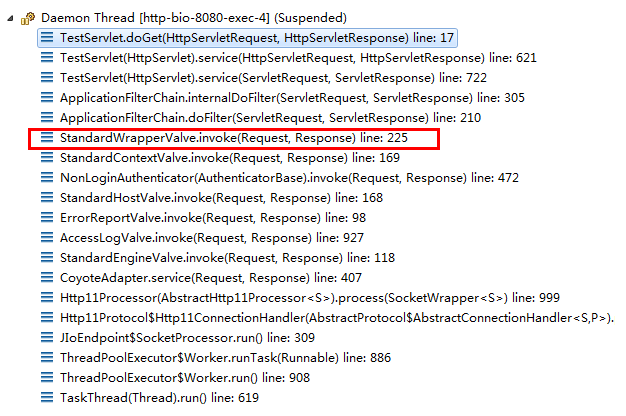 Daemon Thread [http-bio-8080-exec-4] (Suspended)
TestServlet.doGet(HttpServletRequest, HttpServletResponse) line: 17
TestServlet(HttpServlet).service(HttpServletRequest, HttpServletResponse) line: 621
TestServlet(HttpServlet).service(ServletRequest, ServletResponse) line: 722
ApplicationFilterChain.internalDoFilter(ServletRequest, ServletResponse) line: 305
ApplicationFilterChain.doFilter(ServletRequest, ServletResponse) line: 210
StandardWrapperValve.invoke(Request, Response) line: 225
StandardContextValve.invoke(Request, Response) line: 169
NonLoginAuthenticator(AuthenticatorBase).invoke(Request, Response) line: 472
StandardHostValve.invoke(Request, Response) line: 168
ErrorReportValve.invoke(Request, Response) line: 98
AccessLogValve.invoke(Request, Response) line: 927
StandardEngineValve.invoke(Request, Response) line: 118
CoyoteAdapter.service(Request, Response) line: 407
Http11Processor(AbstractHttp11Processor<S>).process(SocketWrapper<S>) line: 999
Http11Protocol$Http11ConnectionHandler(AbstractProtocol$AbstractConnectionHandler<S,P>).
JIoEndpoint$SocketProcessor.run() line: 309
ThreadPoolExecutor$Worker.runTask(Runnable) line: 886
ThreadPoolExecutor$Worker.run() line: 908
TaskThread(Thread).run() line: 619